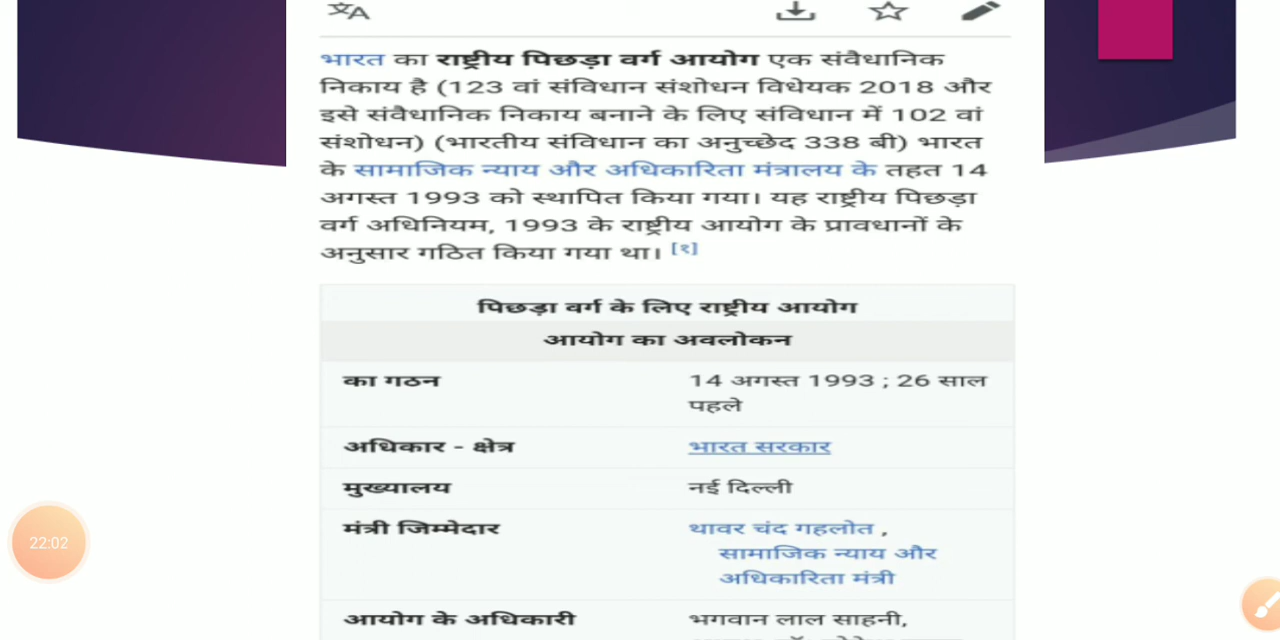 भारत का राष्ट्रीय पिछड़ा वर्ग आयोग एक संवैधानिक
निकाय है (123 वां संविधान संशोधन विधेयक 2018 और
इसे संवैधानिक निकाय बनाने के लिए संविधान में 102 वां
संशोधन) (भारतीय संविधान का अनुच्छेद 338 बी) भारत
के सामाजिक न्याय और अधिकारिता मंत्रालय के तहत 14
अगस्त 1993 को स्थापित किया गया। यह राष्ट्रीय पिछड़ा
वर्ग अधिनियम, 1993 के राष्ट्रीय आयोग के प्रावधानों के
अनुसार गठित किया गया था। [१]
पिछड़ा वर्ग के लिए राष्ट्रीय आयोग
आयोग का अवलोकन
का गठन 14 अगस्त 1993 ; 26 साल
पहले
अधिकार - क्षेत्र भारत सरकार
मुख्यालय नई दिल्ली
मंत्री जिम्मेदार थावर चंद गहलोत ,
सामाजिक न्याय और
अधिकारिता मंत्री
22:02
आयोग के अधिकारी भगवान लाल साहनी,